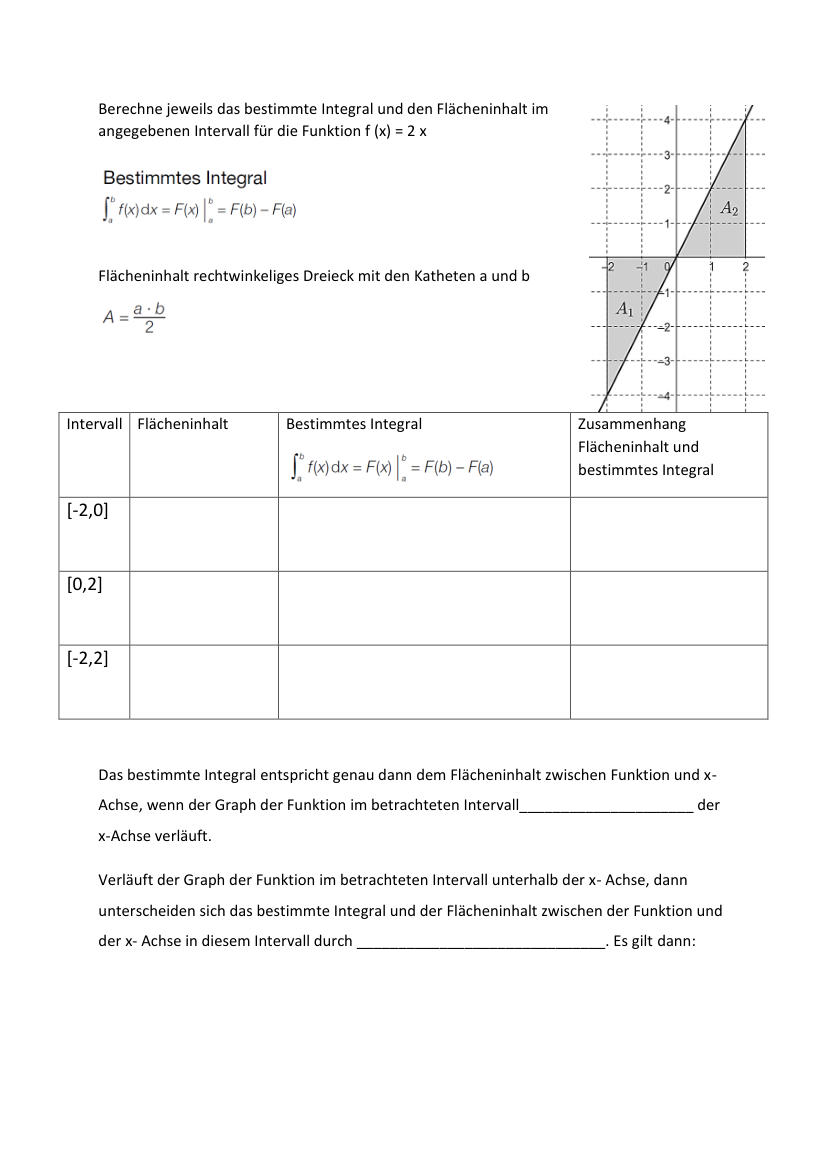 Berechne jeweils das bestimmte Integral und den Flächeninhalt im
angegebenen Intervall für die Funktion f (x) = 2 x
Bestimmtes Integral
∫_a^b f(x) dx = F(x) |_a^b = F(b) – F(a)
Flächeninhalt rechtwinkeliges Dreieck mit den Katheten a und b
A = (a · b)/2
4
3
2
1
A₂
–2 –1 0 1 2
–1
A₁
–2
–3
–4
Intervall Flächeninhalt Bestimmtes Integral Zusammenhang
Flächeninhalt und
∫_a^b f(x) dx = F(x) |_a^b = F(b) – F(a) bestimmtes Integral
[-2,0]
[0,2]
[-2,2]
Das bestimmte Integral entspricht genau dann dem Flächeninhalt zwischen Funktion und x-
Achse, wenn der Graph der Funktion im betrachteten Intervall_____________________ der
x-Achse verläuft.
Verläuft der Graph der Funktion im betrachteten Intervall unterhalb der x- Achse, dann
unterscheiden sich das bestimmte Integral und der Flächeninhalt zwischen der Funktion und
der x- Achse in diesem Intervall durch ______________________________. Es gilt dann: